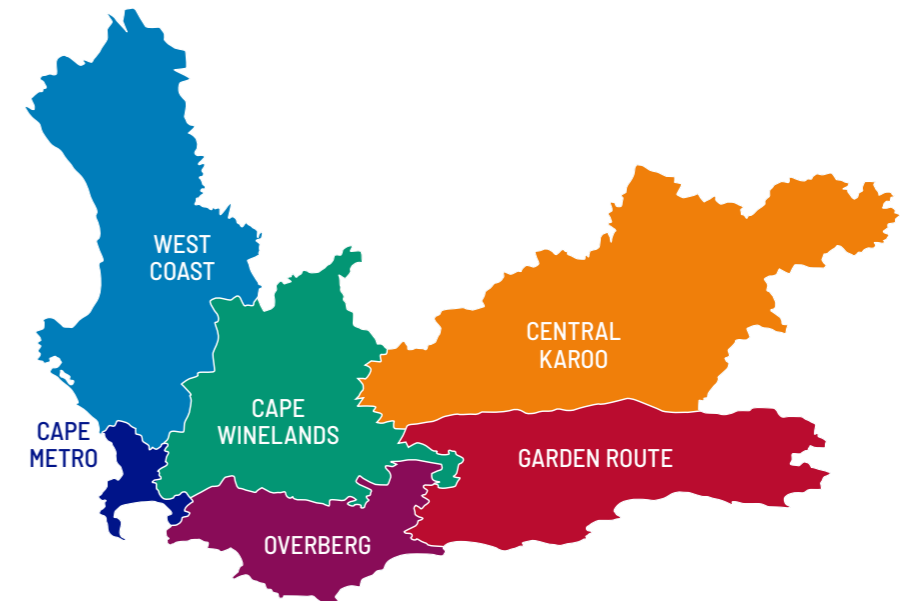 WEST
COAST
CENTRAL
KAROO
CAPE
WINELANDS
CAPE
METRO
GARDEN ROUTE
OVERBERG